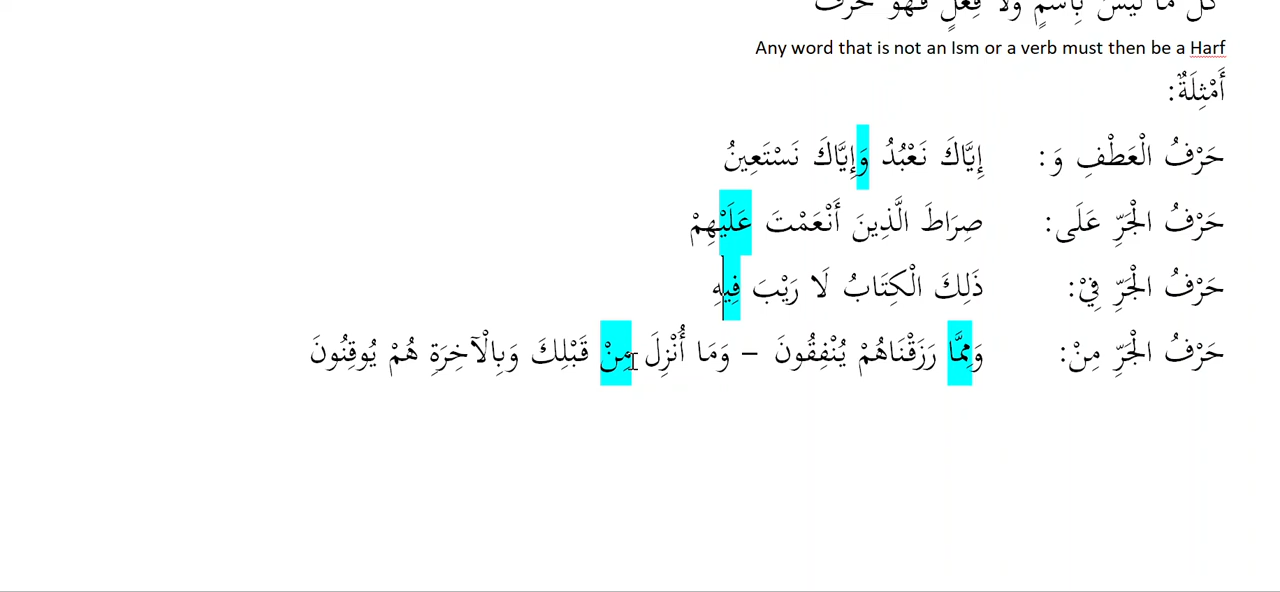 كُلُّ مَا لَيْسَ بِاسْمٍ وَلَا فِعْلٍ فَهُوَ حَرْفٌ
Any word that is not an Ism or a verb must then be a Harf
أَمْثِلَةٌ:
حَرْفُ الْعَطْفِ وَ: إِيَّاكَ نَعْبُدُ وَإِيَّاكَ نَسْتَعِينُ
حَرْفُ الْجَرِّ عَلَى: صِرَاطَ الَّذِينَ أَنْعَمْتَ عَلَيْهِمْ
حَرْفُ الْجَرِّ فِيْ: ذَلِكَ الْكِتَابُ لَا رَيْبَ فِيهِ
حَرْفُ الْجَرِّ مِنْ: وَمِمَّا رَزَقْنَاهُمْ يُنْفِقُونَ – وَمَا أُنْزِلَ مِنْ قَبْلِكَ وَبِالْآخِرَةِ هُمْ يُوقِنُونَ